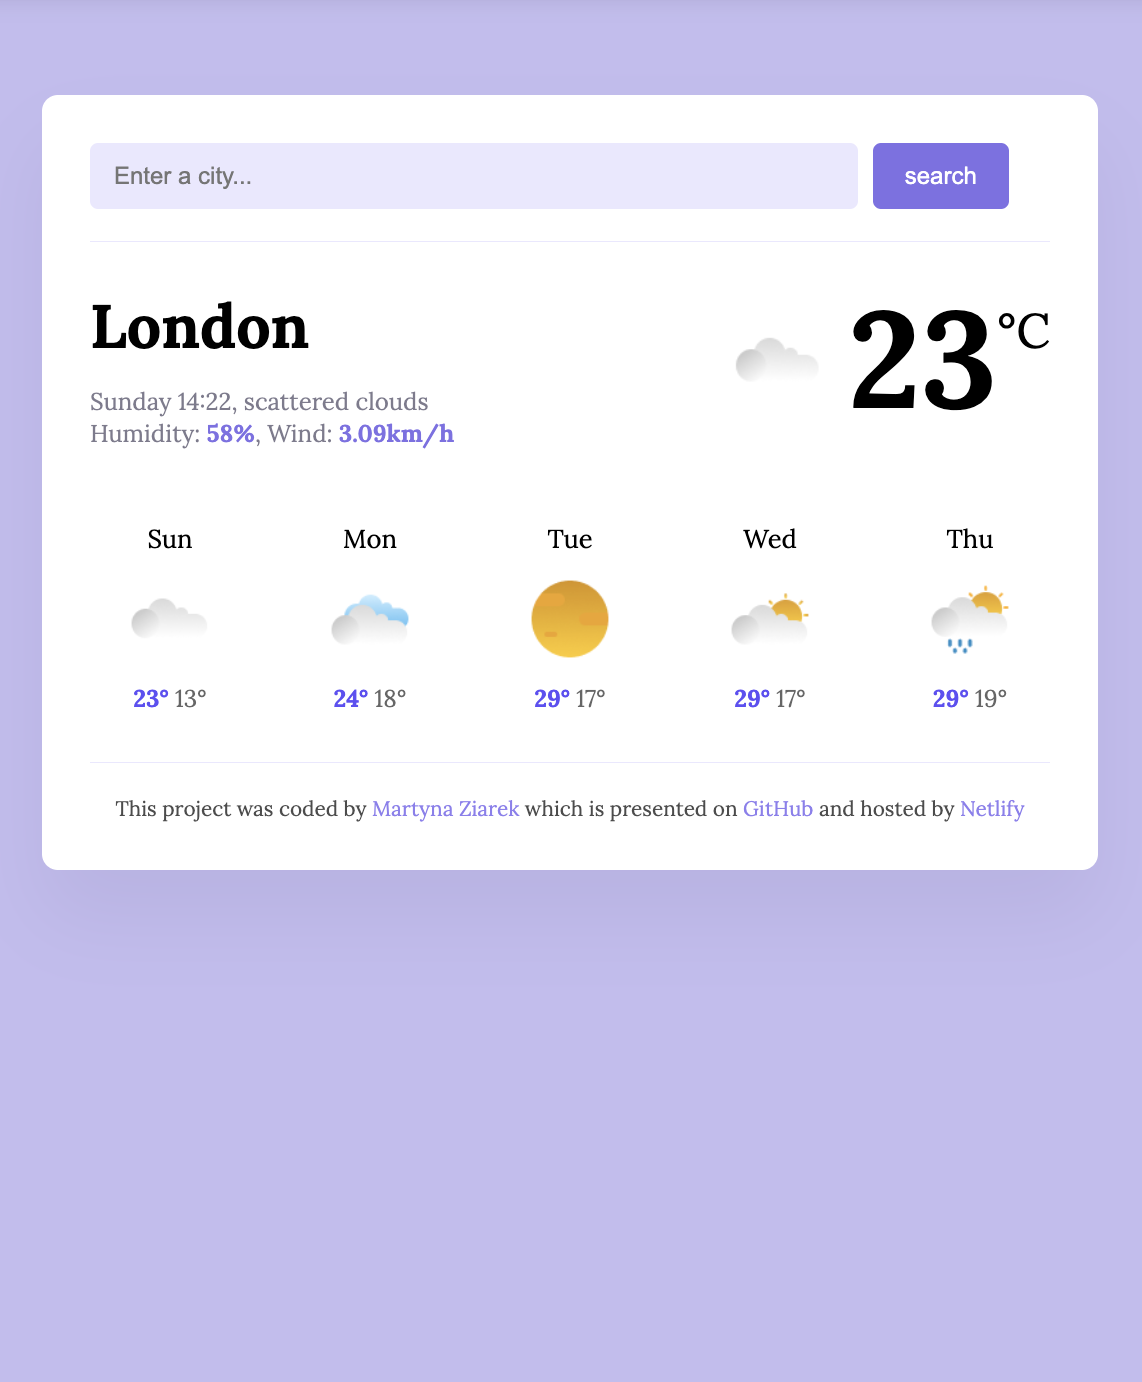 Enter a city...
search
London
23°C
Sunday 14:22, scattered clouds
Humidity: 58%, Wind: 3.09km/h
Sun Mon Tue Wed Thu
23° 13° 24° 18° 29° 17° 29° 17° 29° 19°
This project was coded by Martyna Ziarek which is presented on GitHub and hosted by Netlify